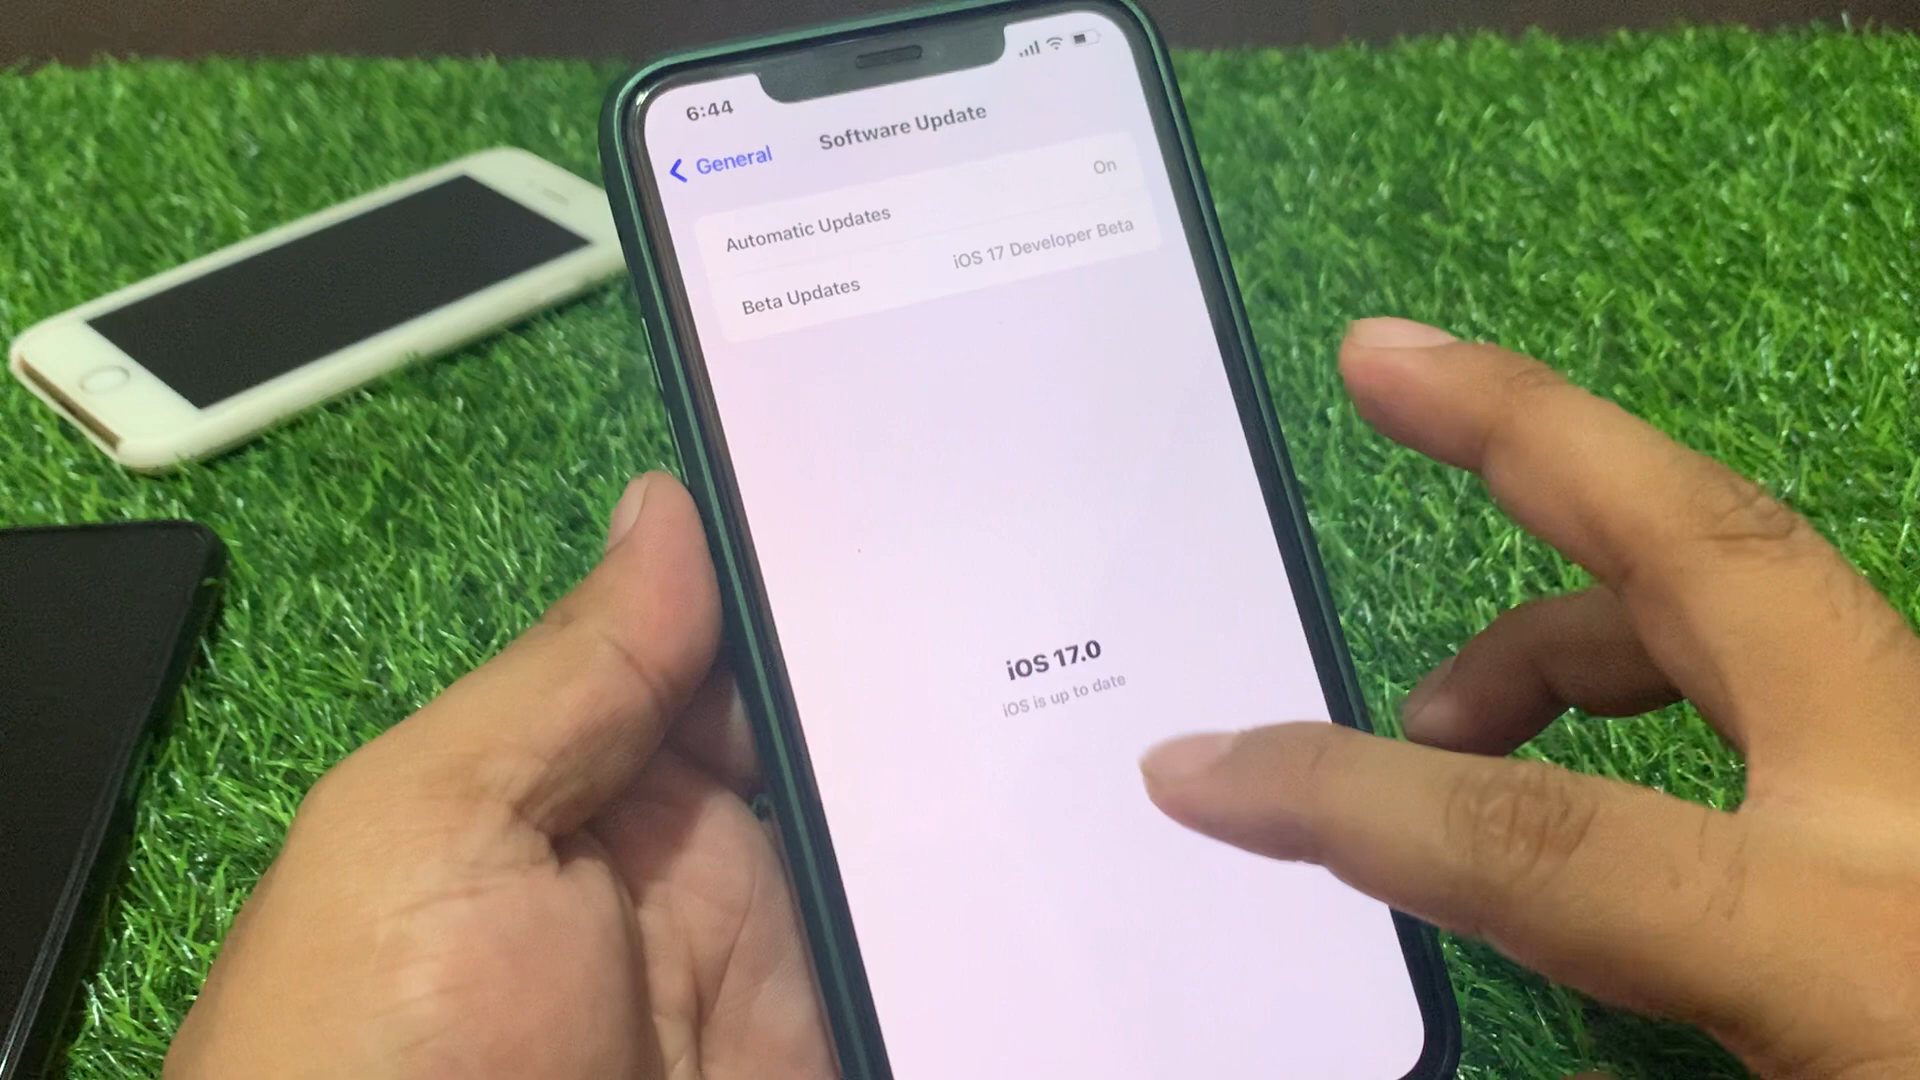 6:44
General
Software Update
Automatic Updates
On
Beta Updates
iOS 17 Developer Beta
iOS 17.0
iOS is up to date